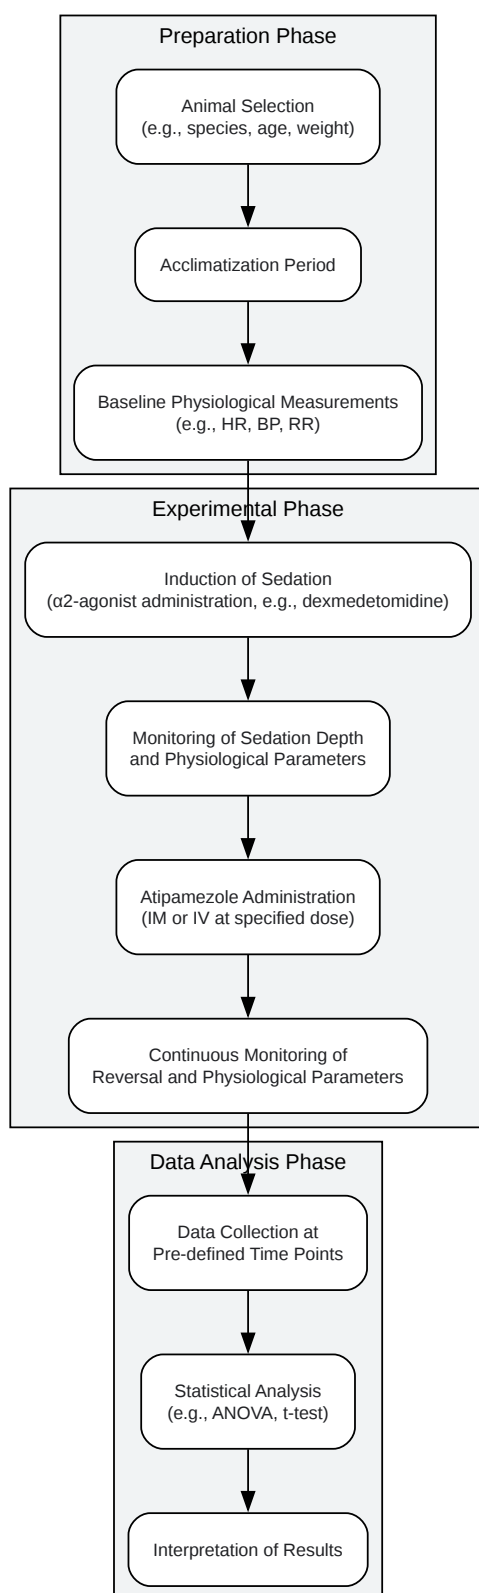 Preparation Phase
Animal Selection
(e.g., species, age, weight)
Acclimatization Period
Baseline Physiological Measurements
(e.g., HR, BP, RR)
Experimental Phase
Induction of Sedation
(α2-agonist administration, e.g., dexmedetomidine)
Monitoring of Sedation Depth
and Physiological Parameters
Atipamezole Administration
(IM or IV at specified dose)
Continuous Monitoring of
Reversal and Physiological Parameters
Data Analysis Phase
Data Collection at
Pre-defined Time Points
Statistical Analysis
(e.g., ANOVA, t-test)
Interpretation of Results